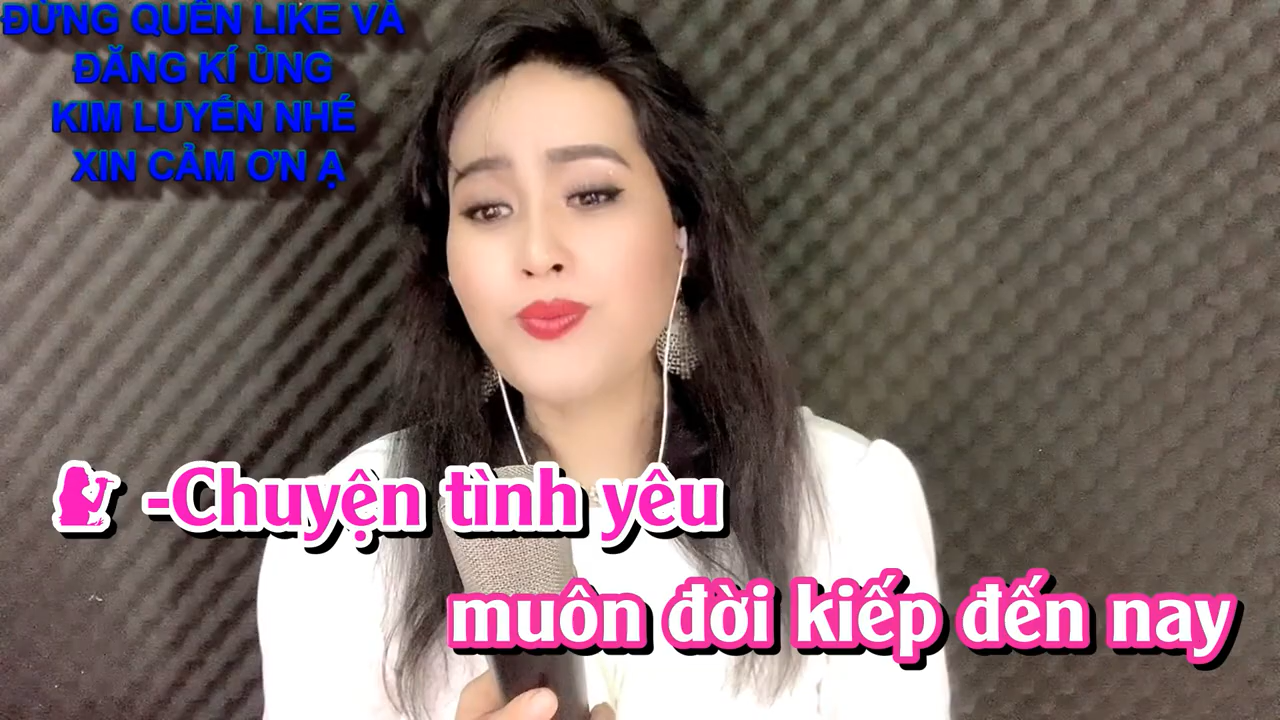 ĐỪNG QUÊN LIKE VÀ
ĐĂNG KÍ ỦNG
KIM LUYẾN NHÉ
XIN CẢM ƠN Ạ
-Chuyện tình yêu
muôn đời kiếp đến nay